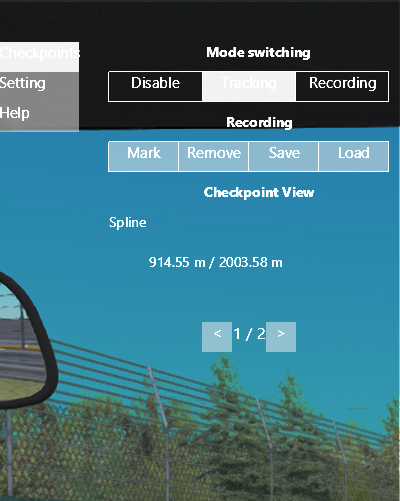 Checkpoints
Setting
Help
Mode switching
Disable Tracking Recording
Recording
Mark Remove Save Load
Checkpoint View
Spline
914.55 m / 2003.58 m
< 1 / 2 >